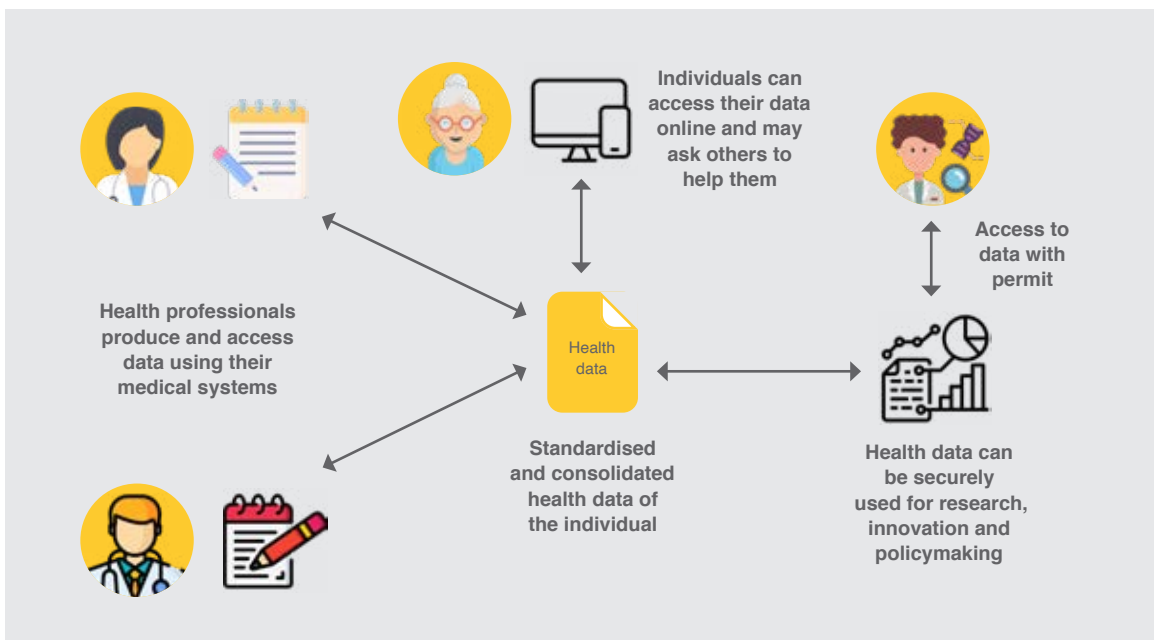 Individuals can
access their data
online and may
ask others to
help them
Access to
data with
permit
Health professionals
produce and access
data using their
medical systems
Health
data
Standardised
and consolidated
health data of
the individual
Health data can
be securely
used for research,
innovation and
policymaking